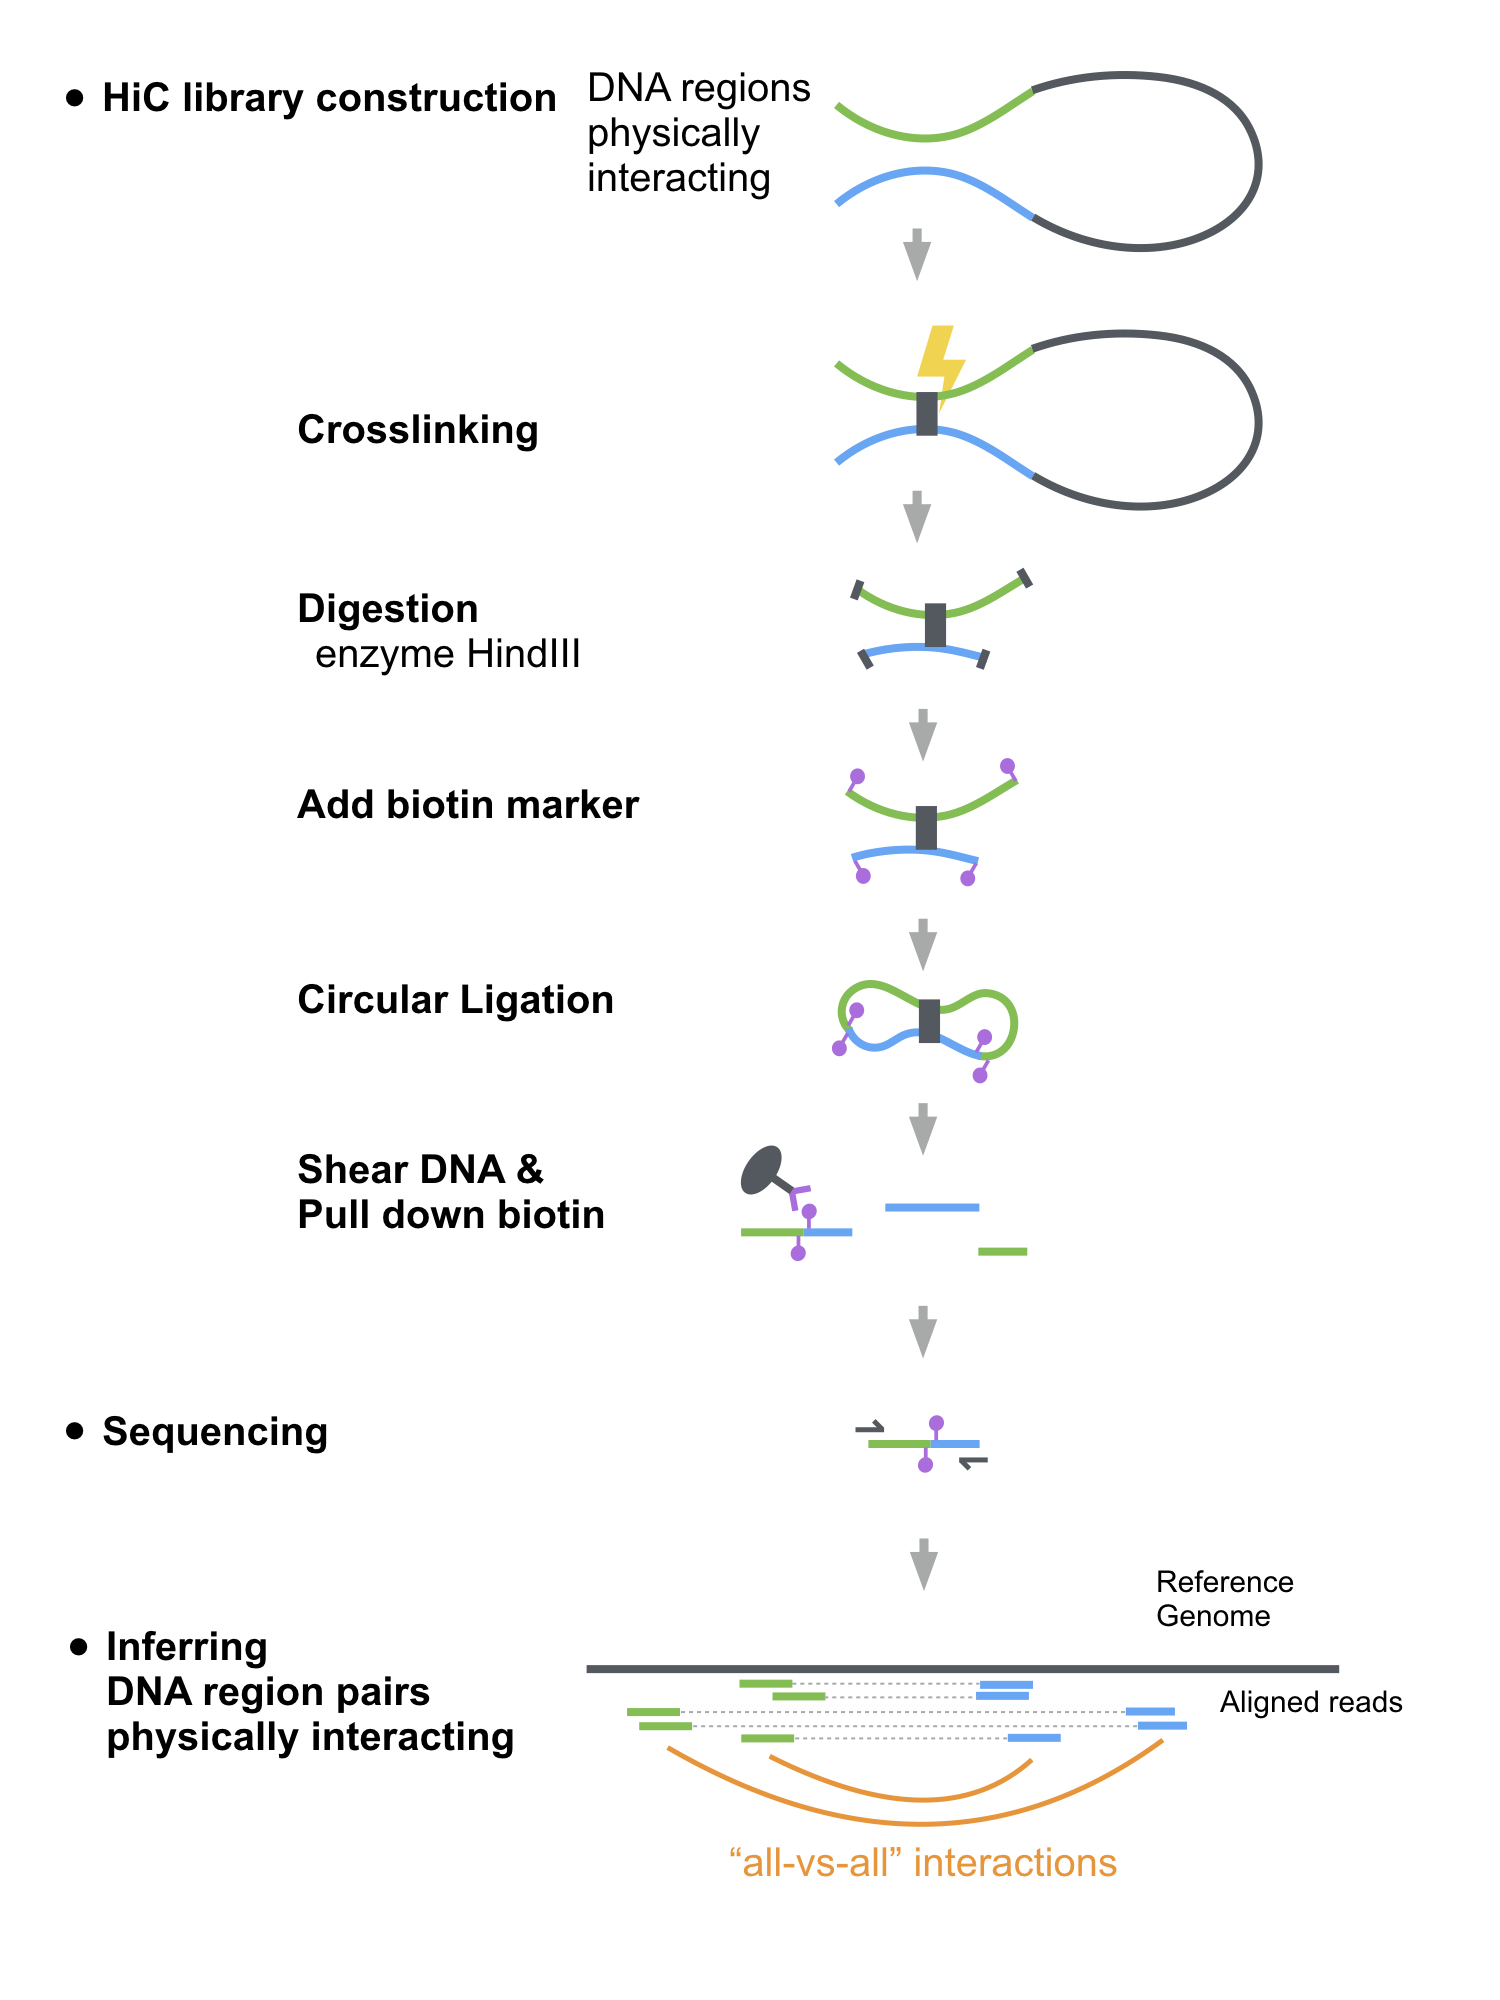 HiC library construction
DNA regions
physically
interacting
Crosslinking
Digestion
enzyme HindIII
Add biotin marker
Circular Ligation
Shear DNA &
Pull down biotin
Sequencing
Reference
Genome
Inferring
DNA region pairs
physically interacting
Aligned reads
“all-vs-all” interactions